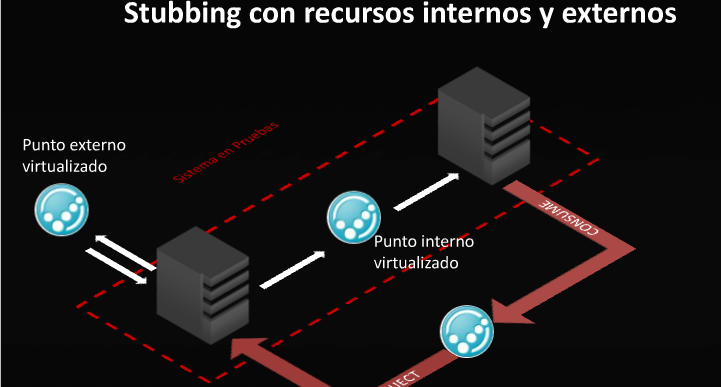 Stubbing con recursos internos y externos
Sistema en Pruebas
Punto externo
virtualizado
Punto interno
virtualizado
CONSUME